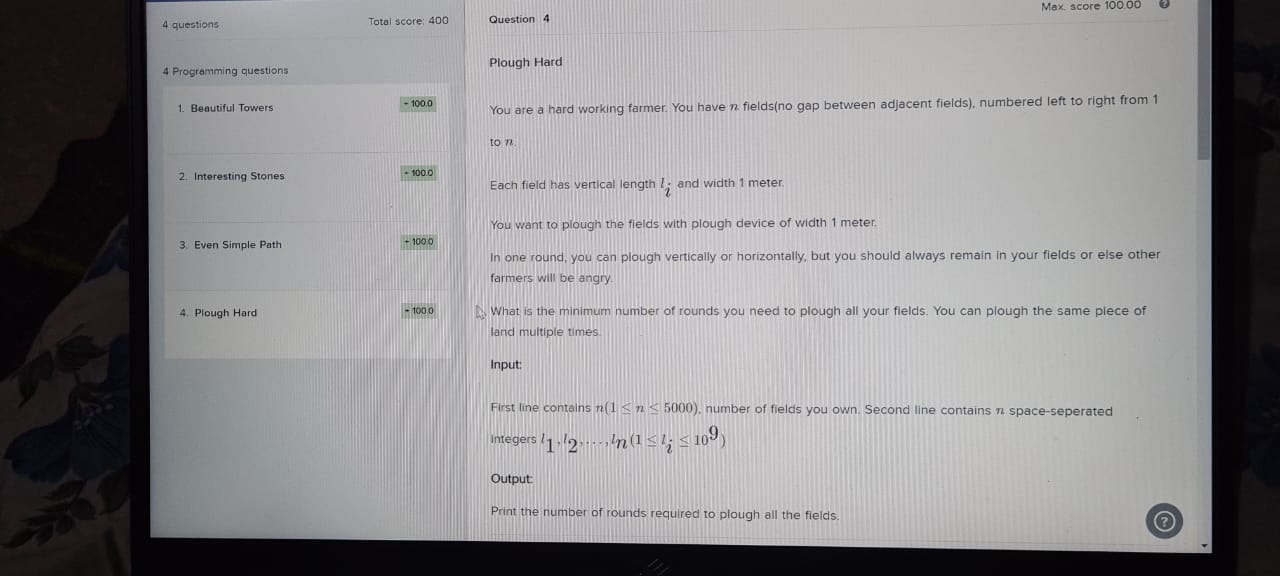 4 questions
Total score: 400
4 Programming questions
1. Beautiful Towers
- 100.0
2. Interesting Stones
- 100.0
3. Even Simple Path
- 100.0
4. Plough Hard
- 100.0
Question 4
Max. score 100.00
?
Plough Hard
You are a hard working farmer. You have n fields(no gap between adjacent fields), numbered left to right from 1
to n.
Each field has vertical length l_i and width 1 meter.
You want to plough the fields with plough device of width 1 meter.
In one round, you can plough vertically or horizontally, but you should always remain in your fields or else other
farmers will be angry.
What is the minimum number of rounds you need to plough all your fields. You can plough the same piece of
land multiple times.
Input:
First line contains n(1 ≤ n ≤ 5000), number of fields you own. Second line contains n space-seperated
integers l_1,l_2,...,l_n(1 ≤ l_i ≤ 10^9)
Output:
Print the number of rounds required to plough all the fields.
?